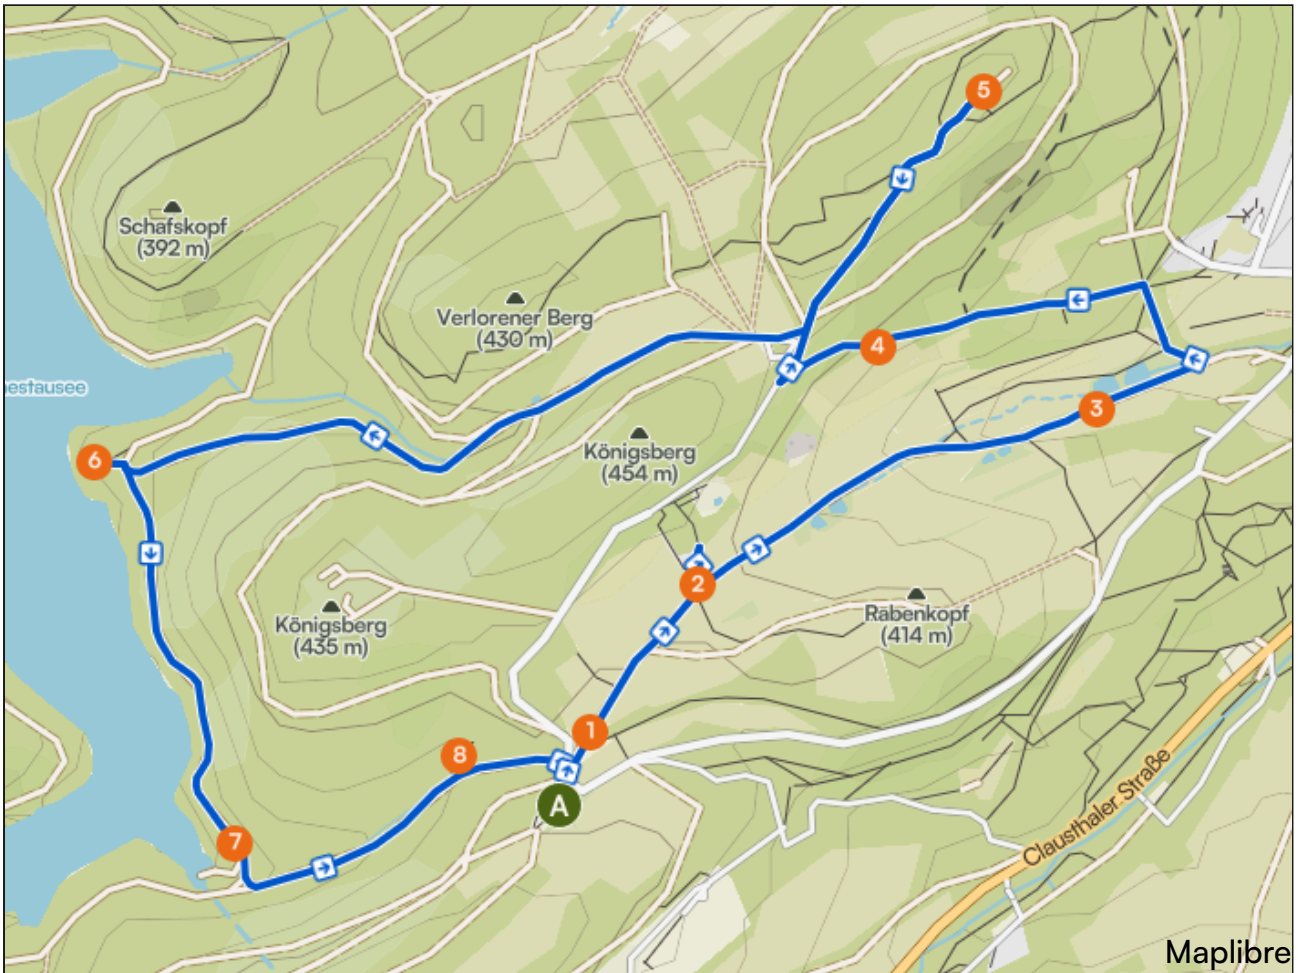 5
Schafskopf
(392 m)
Verlorener Berg
(430 m)
4
estausee
3
Königsberg
(454 m)
6
2
Rabenkopf
(414 m)
Königsberg
(435 m)
1
8
A
Clausthaler Straße
7
Maplibre